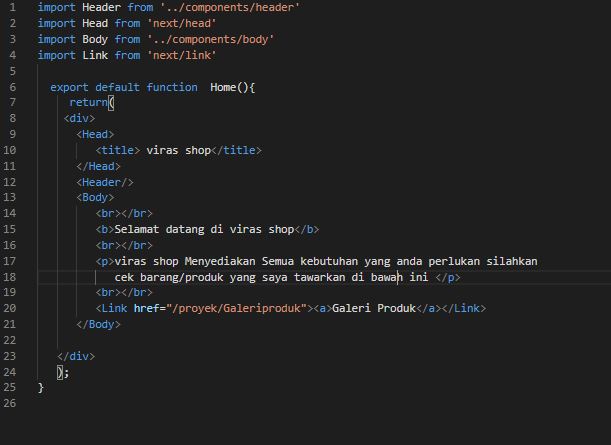 1 import Header from '../components/header'
2 import Head from 'next/head'
3 import Body from '../components/body'
4 import Link from 'next/link'
5
6 export default function Home(){
7 return(
8 <div>
9 <Head>
10 <title> viras shop</title>
11 </Head>
12 <Header/>
13 <Body>
14 <br></br>
15 <b>Selamat datang di viras shop</b>
16 <br></br>
17 <p>viras shop Menyediakan Semua kebutuhan yang anda perlukan silahkan
18 cek barang/produk yang saya tawarkan di bawah ini </p>
19 <br></br>
20 <Link href="/proyek/Galeriproduk"><a>Galeri Produk</a></Link>
21 </Body>
22
23 </div>
24 );
25 }
26